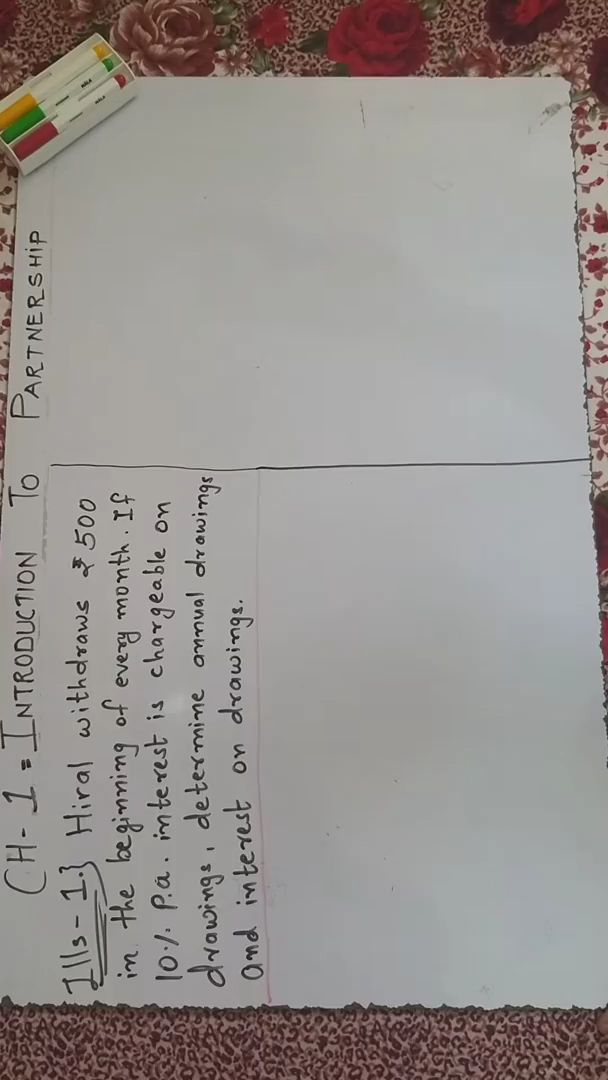 CH-1 = INTRODUCTION TO PARTNERSHIP
Ills-1.} Hiral withdraws ₹500
in the beginning of every month. If
10% p.a. interest is chargeable on
drawings, determine annual drawings
and interest on drawings.